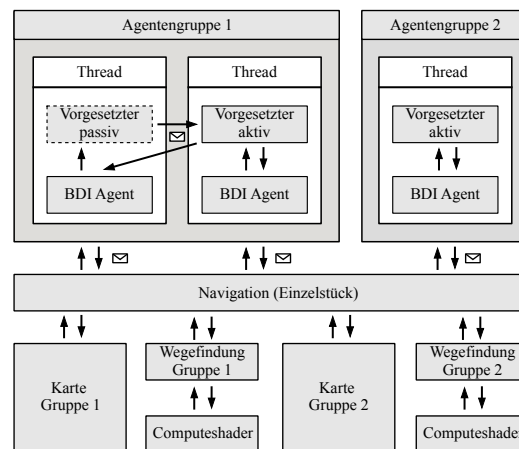 Agentengruppe 1
Agentengruppe 2
Thread
Thread
Thread
Vorgesetzter
passiv
Vorgesetzter
aktiv
Vorgesetzter
aktiv
BDI Agent
BDI Agent
BDI Agent
Navigation (Einzelstück)
Karte
Gruppe 1
Wegefindung
Gruppe 1
Karte
Gruppe 2
Wegefindung
Gruppe 2
Computeshader
Computeshader